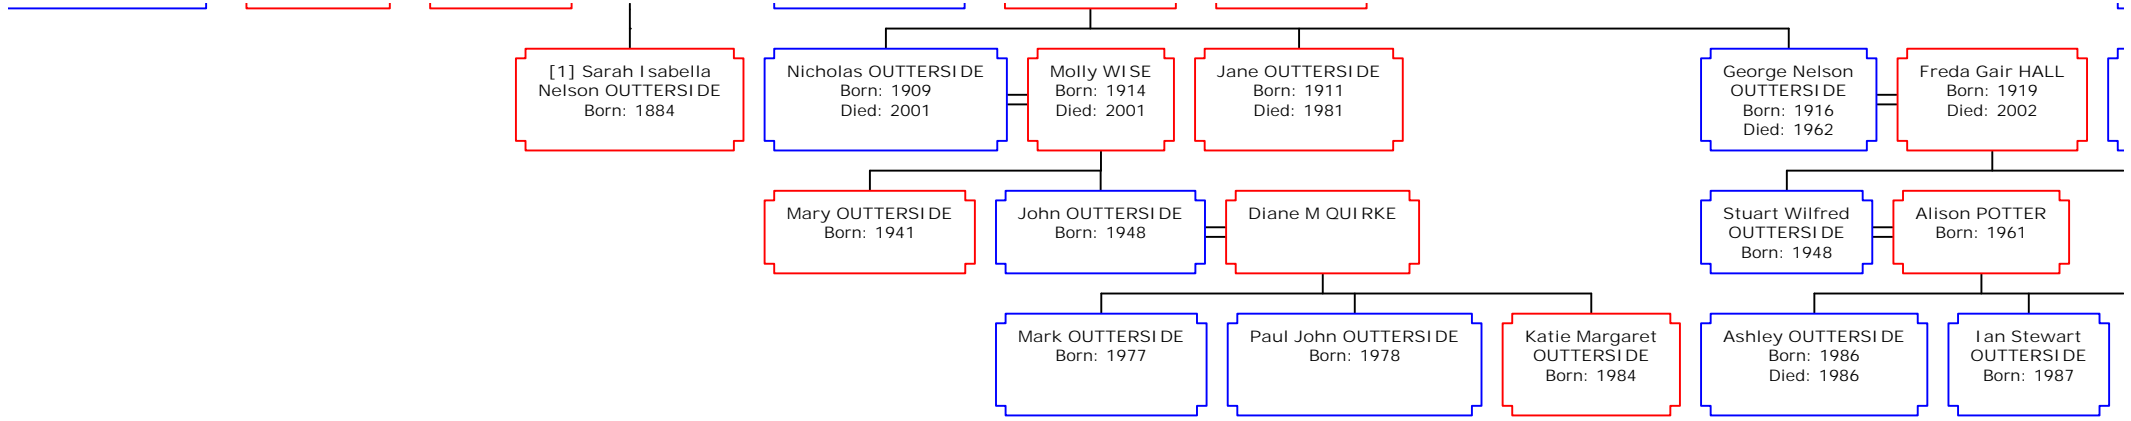 [1] Sarah Isabella
Nelson OUTTERSIDE
Born: 1884
Nicholas OUTTERSIDE
Born: 1909
Died: 2001
Molly WISE
Born: 1914
Died: 2001
Jane OUTTERSIDE
Born: 1911
Died: 1981
George Nelson
OUTTERSIDE
Born: 1916
Died: 1962
Freda Gair HALL
Born: 1919
Died: 2002
Mary OUTTERSIDE
Born: 1941
John OUTTERSIDE
Born: 1948
Diane M QUIRKE
Stuart Wilfred
OUTTERSIDE
Born: 1948
Alison POTTER
Born: 1961
Mark OUTTERSIDE
Born: 1977
Paul John OUTTERSIDE
Born: 1978
Katie Margaret
OUTTERSIDE
Born: 1984
Ashley OUTTERSIDE
Born: 1986
Died: 1986
Ian Stewart
OUTTERSIDE
Born: 1987